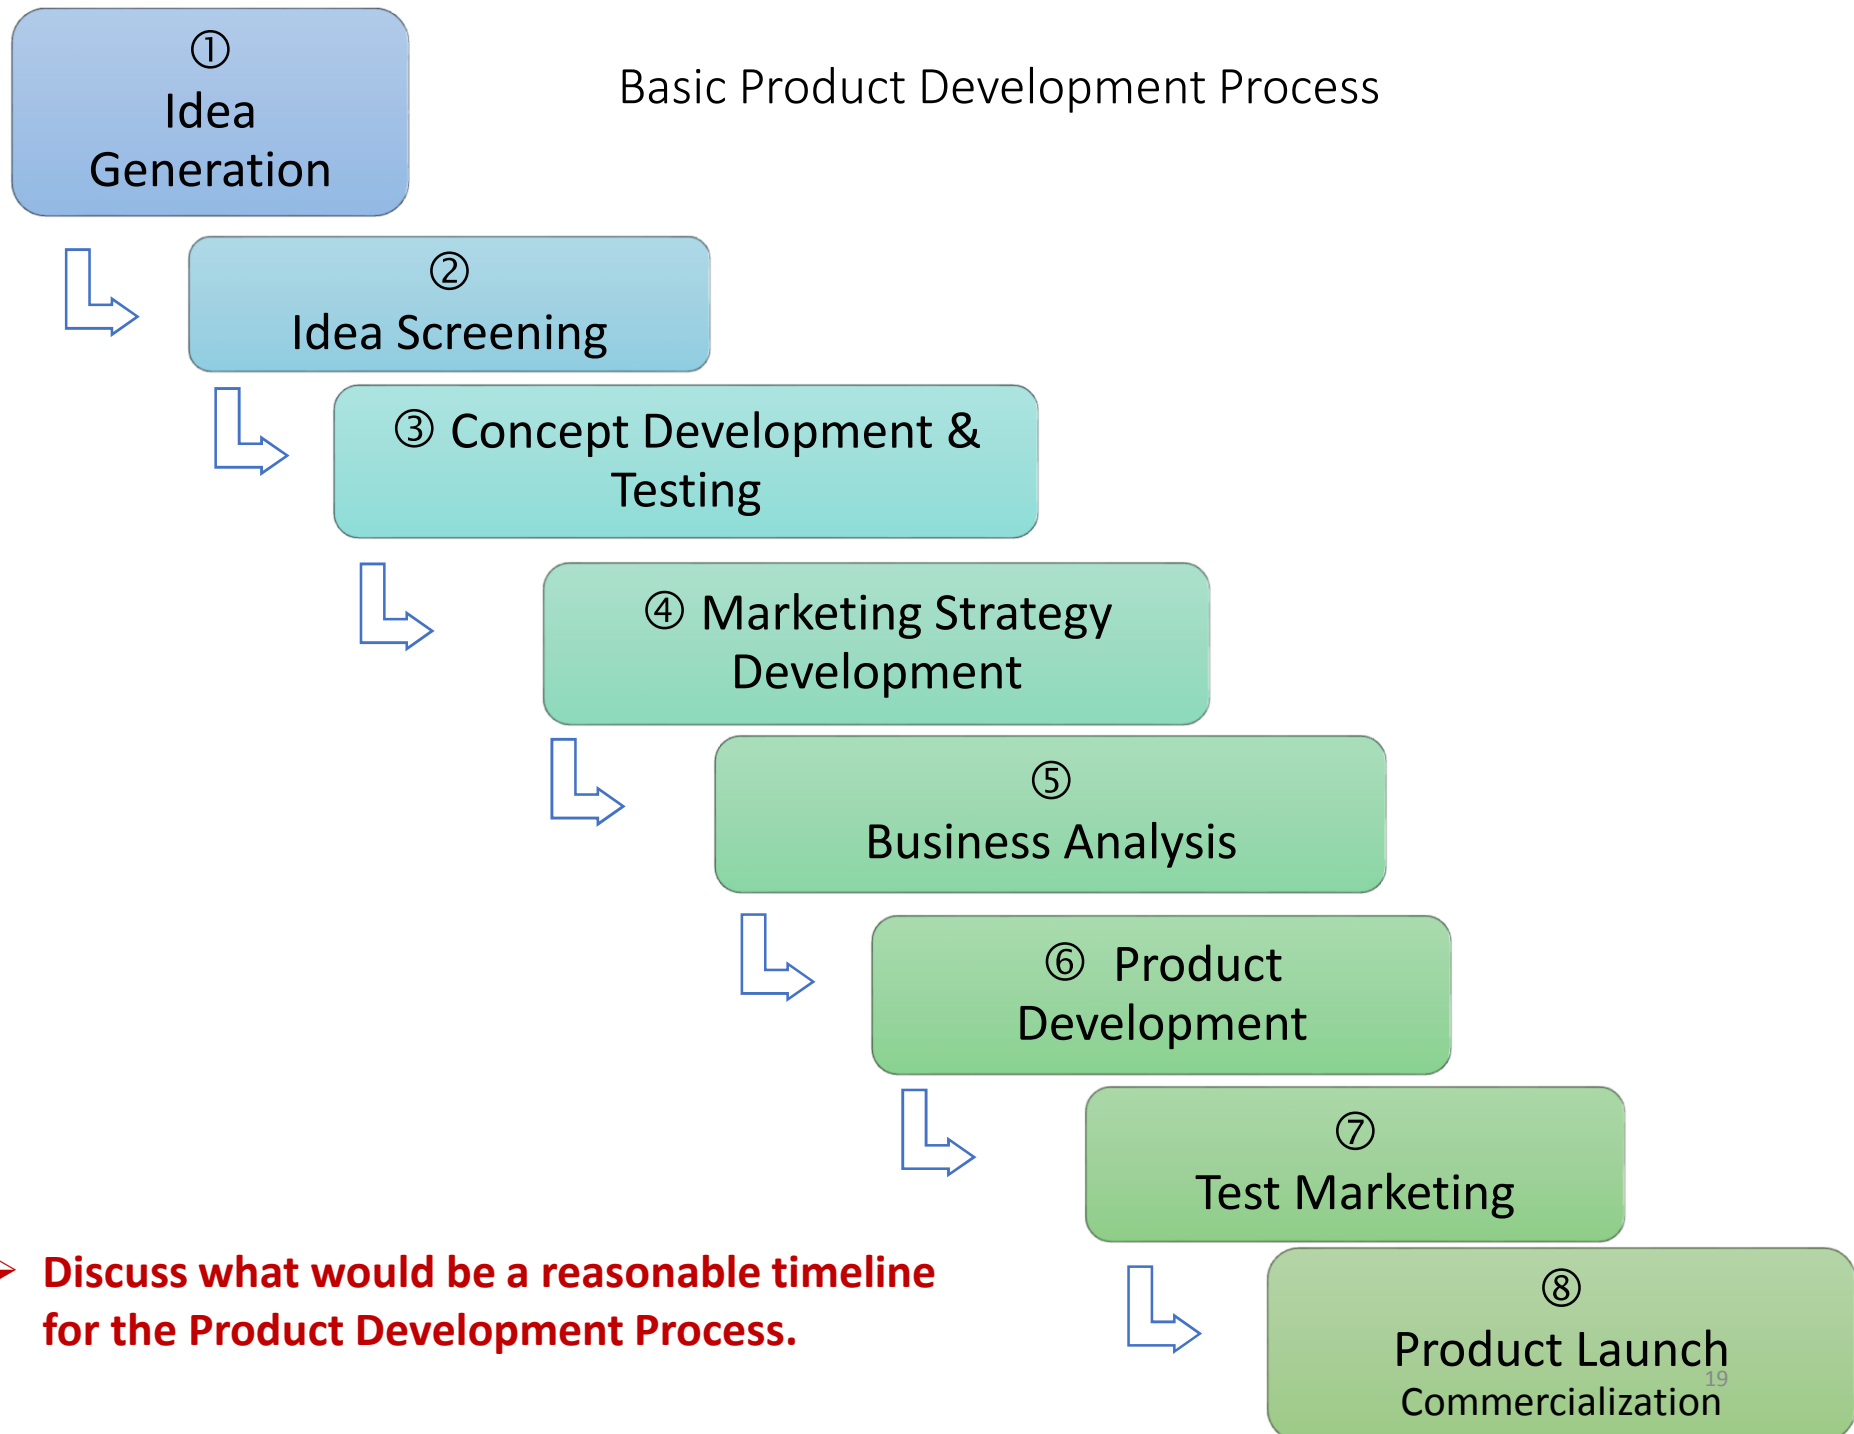 Basic Product Development Process
①
Idea
Generation
②
Idea Screening
③ Concept Development &
Testing
④ Marketing Strategy
Development
⑤
Business Analysis
⑥ Product
Development
⑦
Test Marketing
⑧
Product Launch
Commercialization
➢ Discuss what would be a reasonable timeline
for the Product Development Process.
19